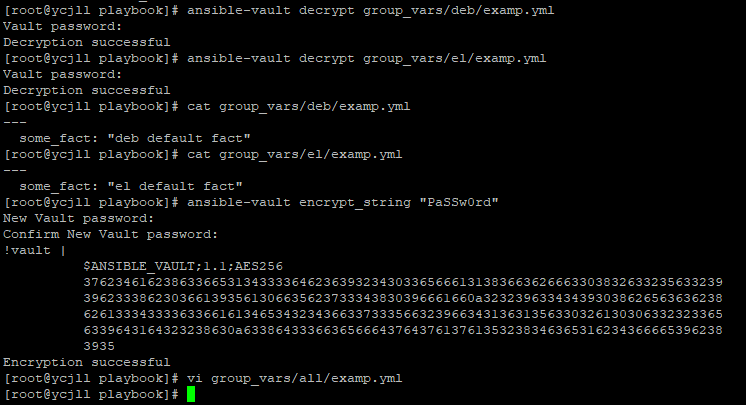 [root@ycjll playbook]# ansible-vault decrypt group_vars/deb/examp.yml
Vault password:
Decryption successful
[root@ycjll playbook]# ansible-vault decrypt group_vars/el/examp.yml
Vault password:
Decryption successful
[root@ycjll playbook]# cat group_vars/deb/examp.yml
---
  some_fact: "deb default fact"
[root@ycjll playbook]# cat group_vars/el/examp.yml
---
  some_fact: "el default fact"
[root@ycjll playbook]# ansible-vault encrypt_string "PaSSw0rd"
New Vault password:
Confirm New Vault password:
!vault |
          $ANSIBLE_VAULT;1.1;AES256
          37623461623863366531343333646236393234303365666131383663626663303832633235633239
          3962333862303661393561306635623733343830396661660a323239633434393038626563636238
          62613334333363366161346534323436633733356632396634313631356330326130306332323365
          6339643164323238630a633864333663656664376437613761353238346365316234366665396238
          3935
Encryption successful
[root@ycjll playbook]# vi group_vars/all/examp.yml
[root@ycjll playbook]#